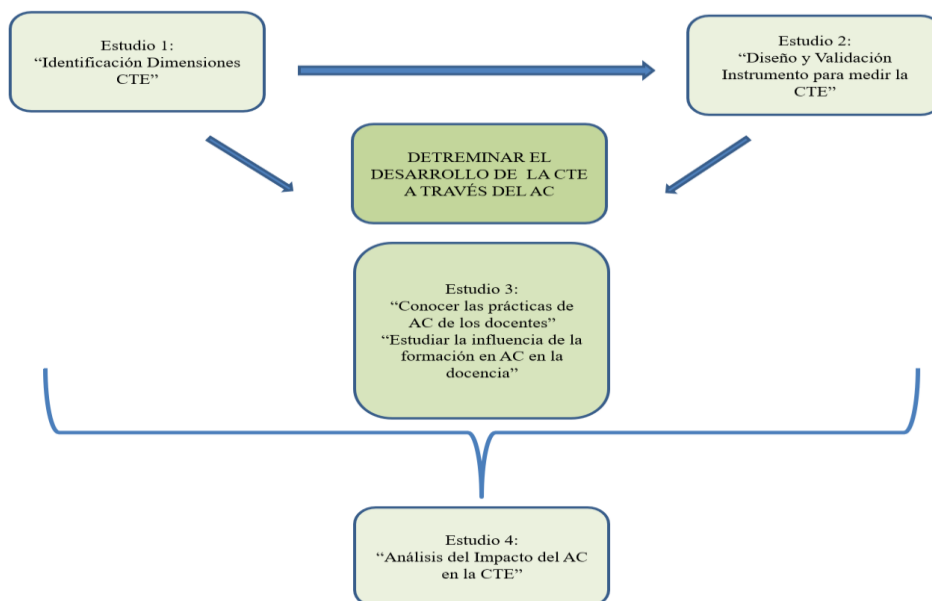 Estudio 1:
“Identificación Dimensiones
CTE”
Estudio 2:
“Diseño y Validación
Instrumento para medir la
CTE”
DETREMINAR EL
DESARROLLO DE LA CTE
A TRAVÉS DEL AC
Estudio 3:
“Conocer las prácticas de
AC de los docentes”
“Estudiar la influencia de la
formación en AC en la
docencia”
Estudio 4:
“Análisis del Impacto del AC
en la CTE”